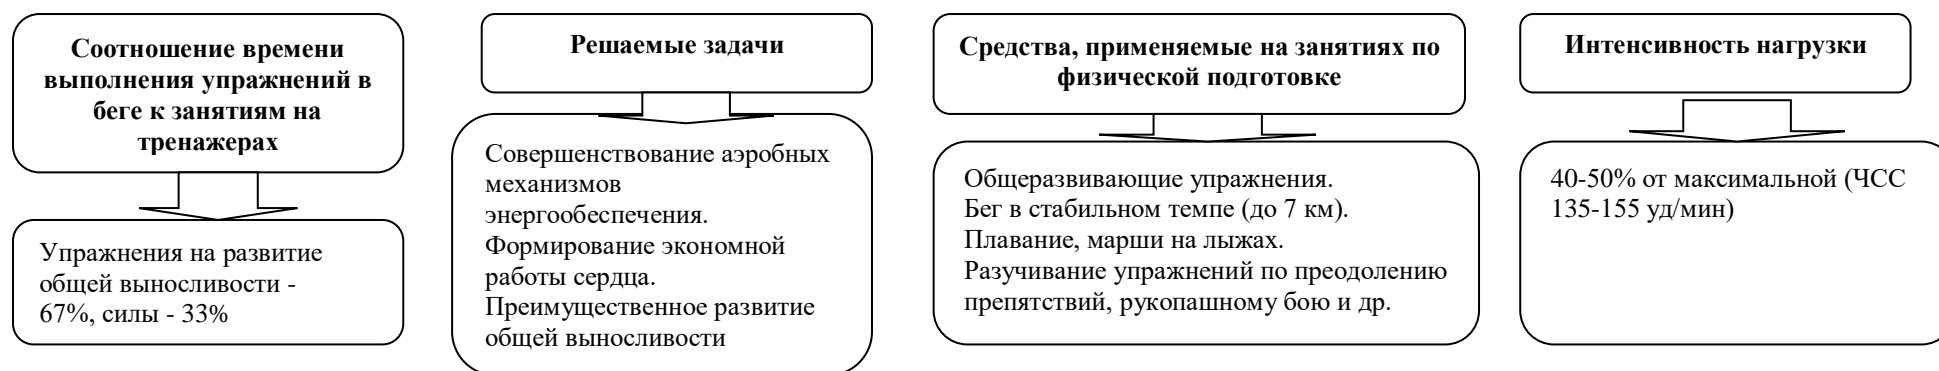 Соотношение времени
выполнения упражнений в
беге к занятиям на
тренажерах
Упражнения на развитие
общей выносливости -
67%, силы - 33%
Решаемые задачи
Совершенствование аэробных
механизмов
энергообеспечения.
Формирование экономной
работы сердца.
Преимущественное развитие
общей выносливости
Средства, применяемые на занятиях по
физической подготовке
Общеразвивающие упражнения.
Бег в стабильном темпе (до 7 км).
Плавание, марши на лыжах.
Разучивание упражнений по преодолению
препятствий, рукопашному бою и др.
Интенсивность нагрузки
40-50% от максимальной (ЧСС
135-155 уд/мин)